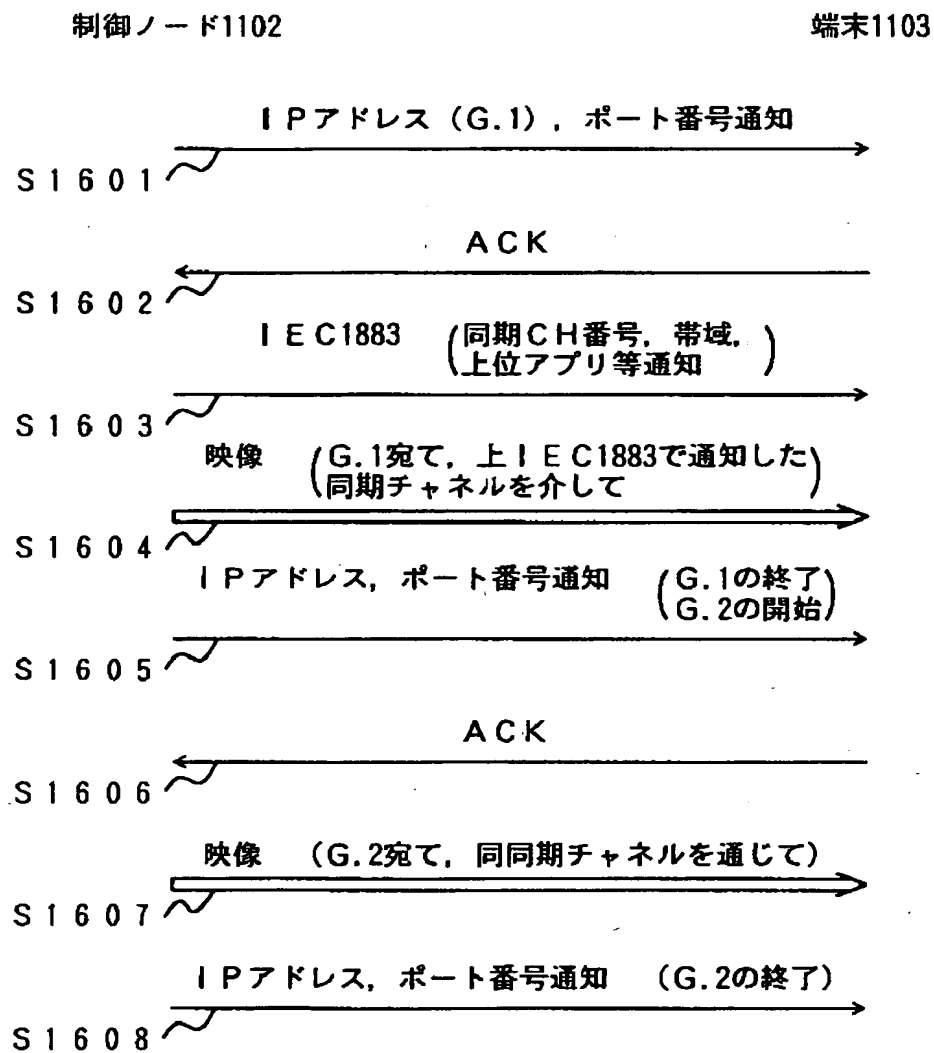 制御ノード1102 端末1103
IPアドレス(G.1), ポート番号通知
S1601
ACK
S1602
IEC1883 (同期CH番号, 帯域,
上位アプリ等通知)
S1603
映像 (G.1宛て, 上IEC1883で通知した
同期チャネルを介して)
S1604
IPアドレス, ポート番号通知 (G.1の終了
G.2の開始)
S1605
ACK
S1606
映像 (G.2宛て, 同同期チャネルを通じて)
S1607
IPアドレス, ポート番号通知 (G.2の終了)
S1608